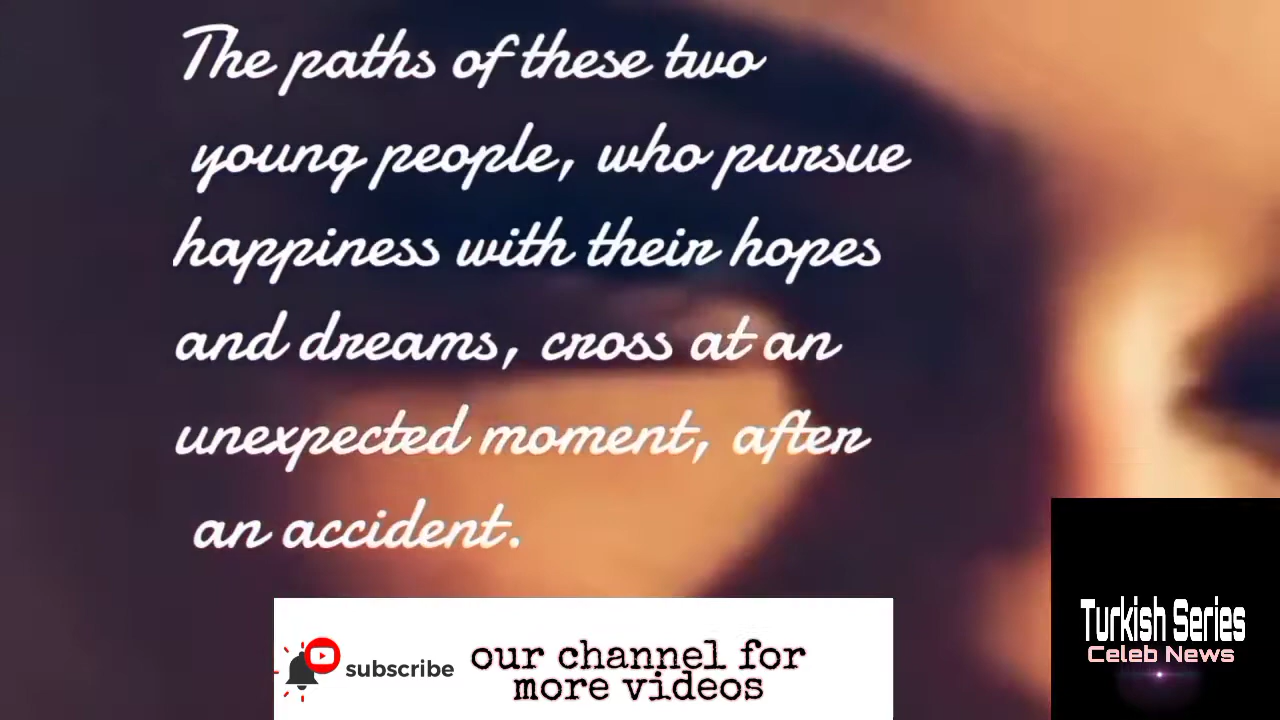 The paths of these two
young people, who pursue
happiness with their hopes
and dreams, cross at an
unexpected moment, after
an accident.
subscribe
our channel for
more videos
Turkish Series
Celeb News